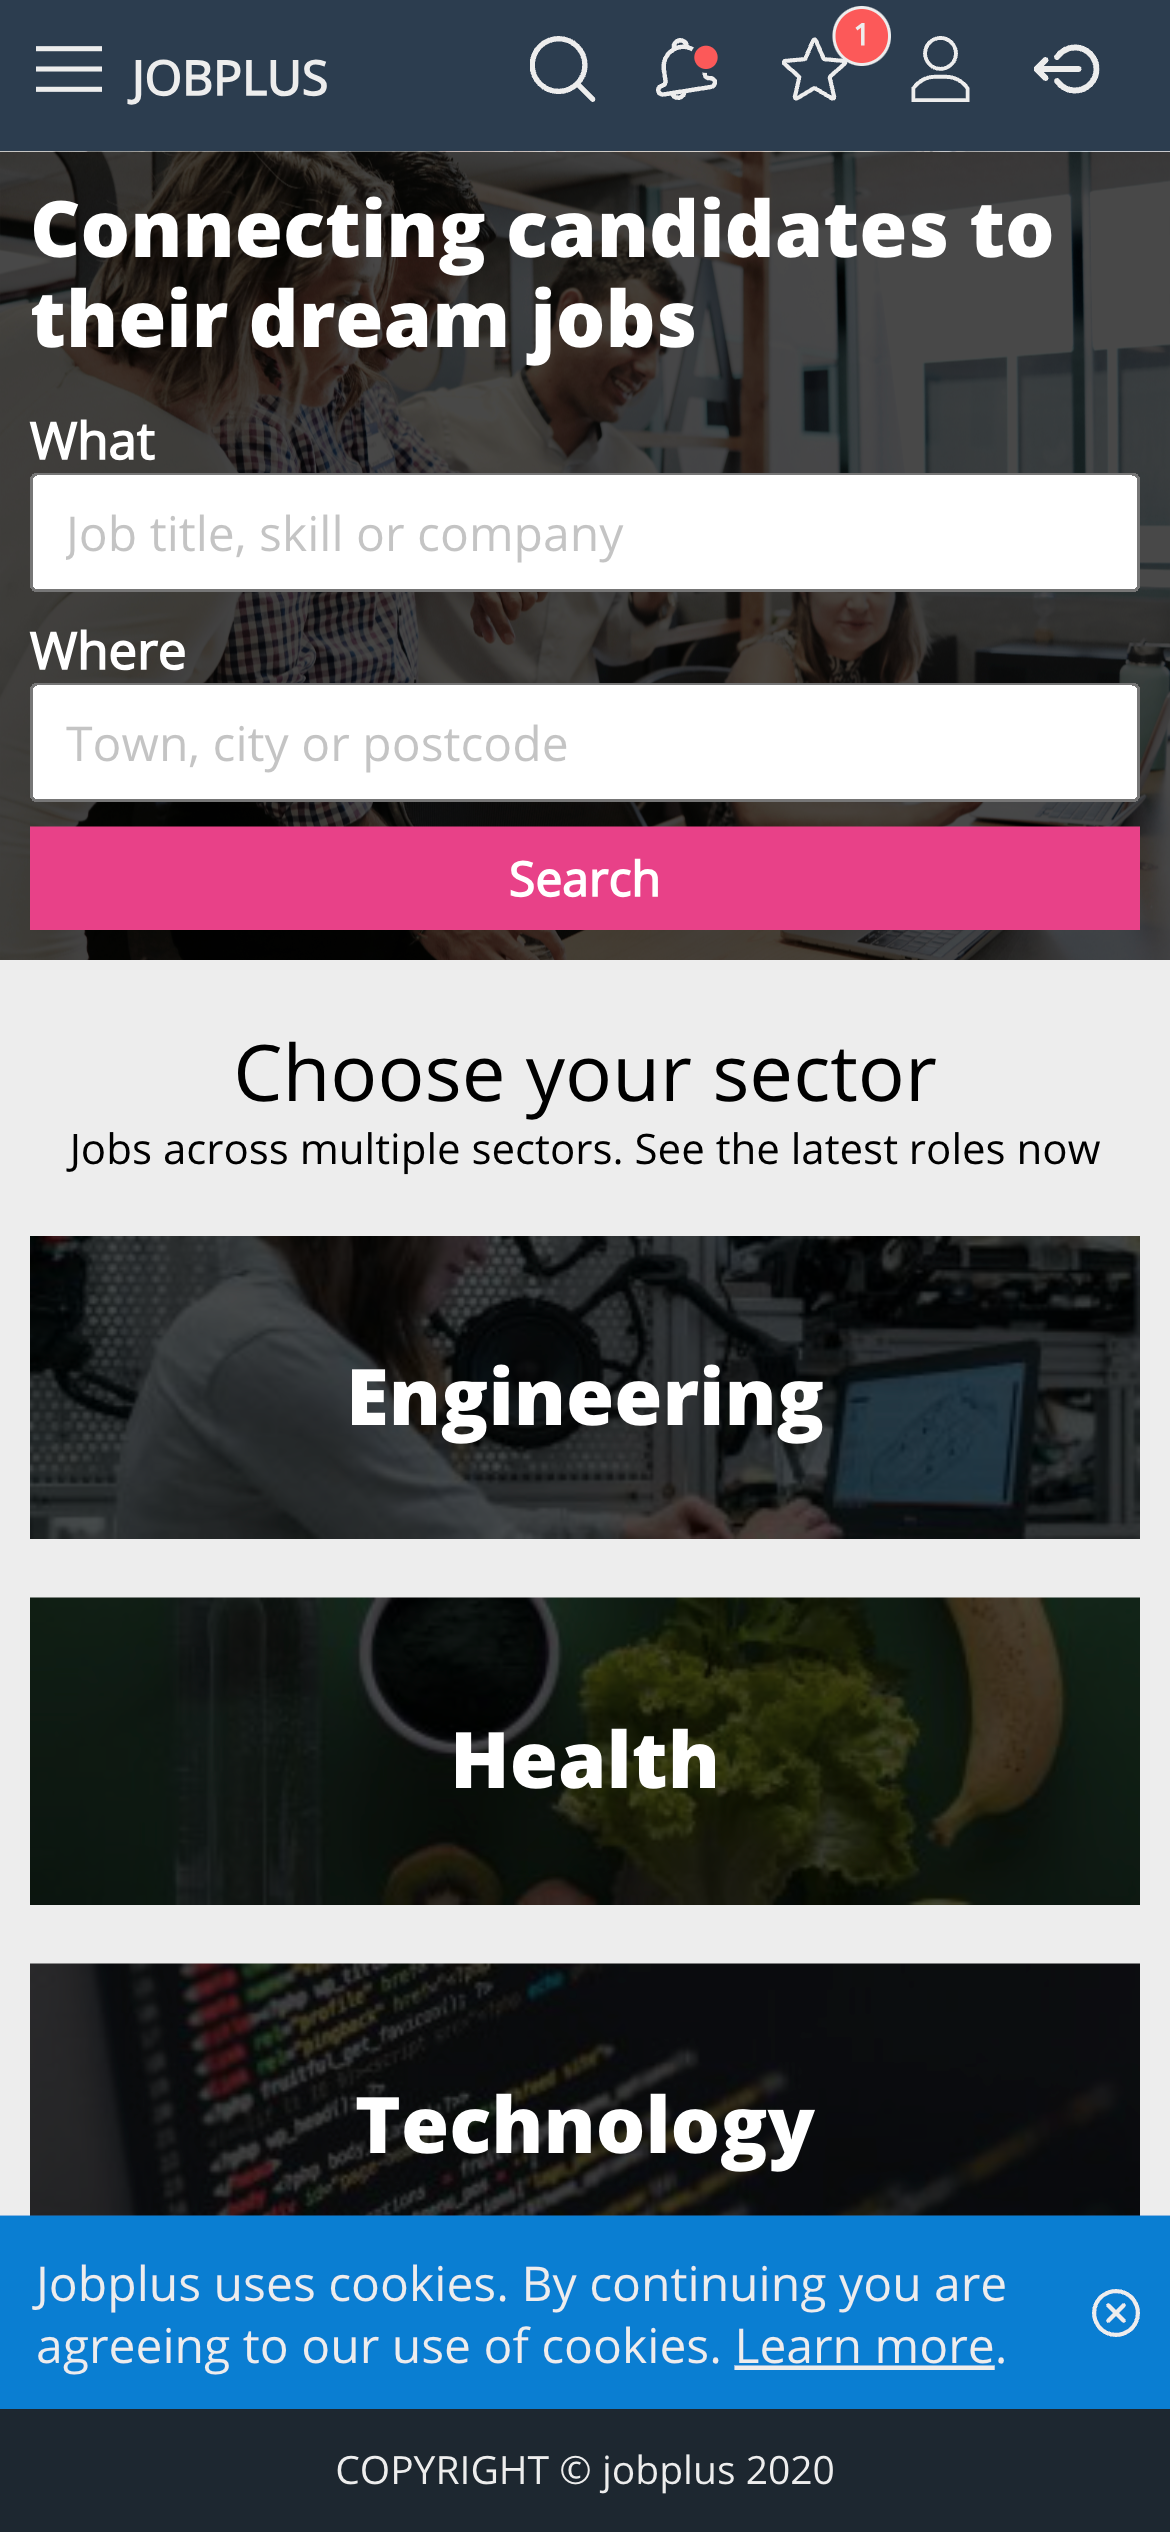 JOBPLUS
1
Connecting candidates to
their dream jobs
What
Job title, skill or company
Where
Town, city or postcode
Search
Choose your sector
Jobs across multiple sectors. See the latest roles now
Engineering
Health
Technology
Jobplus uses cookies. By continuing you are
agreeing to our use of cookies. Learn more.
COPYRIGHT © jobplus 2020